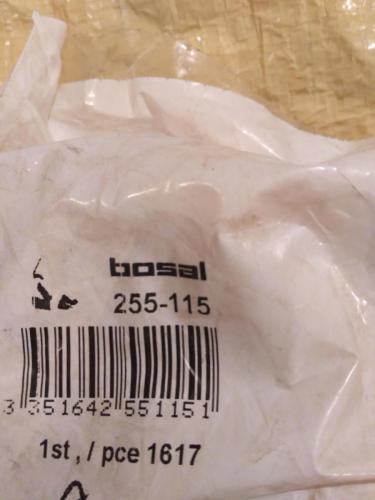 bosal
255-115
3 351642 551151
1st , / pce 1617